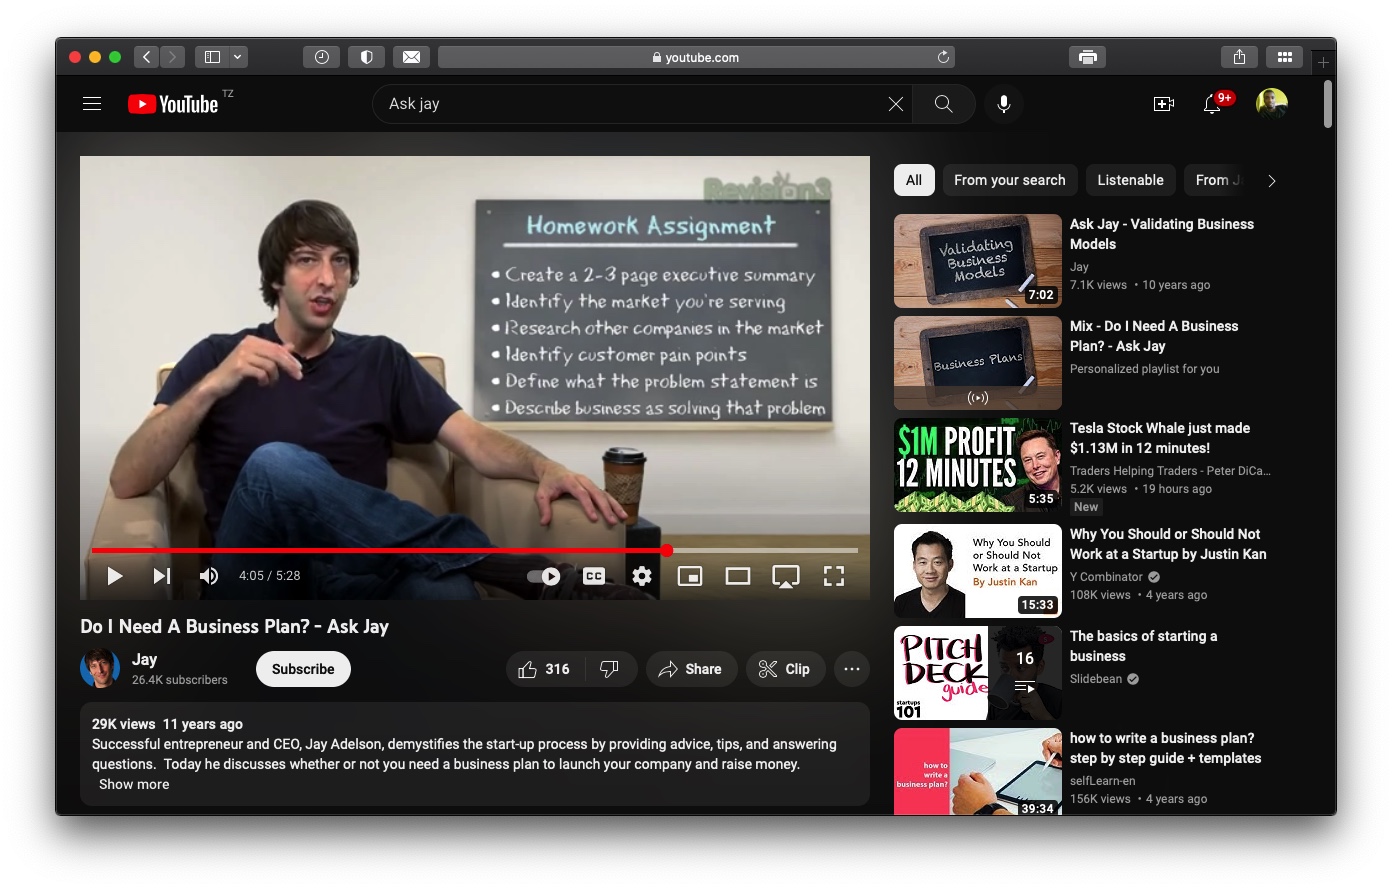 youtube.com
YouTube TZ
Ask jay
9+
Revision3
Homework Assignment
• Create a 2-3 page executive summary
• Identify the market you're serving
• Research other companies in the market
• Identify customer pain points
• Define what the problem statement is
• Describe business as solving that problem
4:05 / 5:28
CC
Do I Need A Business Plan? - Ask Jay
Jay
26.4K subscribers
Subscribe
316
Share
Clip
29K views 11 years ago
Successful entrepreneur and CEO, Jay Adelson, demystifies the start-up process by providing advice, tips, and answering
questions. Today he discusses whether or not you need a business plan to launch your company and raise money.
Show more
All
From your search
Listenable
From
Validating
Business
Models
7:02
Ask Jay - Validating Business
Models
Jay
7.1K views • 10 years ago
Business Plans
Mix - Do I Need A Business
Plan? - Ask Jay
Personalized playlist for you
$1M PROFIT
12 MINUTES
5:35
Tesla Stock Whale just made
$1.13M in 12 minutes!
Traders Helping Traders - Peter DiCa...
5.2K views • 19 hours ago
New
Why You Should
or Should Not
Work at a Startup
By Justin Kan
15:33
Why You Should or Should Not
Work at a Startup by Justin Kan
Y Combinator
108K views • 4 years ago
PITCH
DECK
guide
startups
101
16
The basics of starting a
business
Slidebean
how to
write a
business plan?
39:34
how to write a business plan?
step by step guide + templates
selfLearn-en
156K views • 4 years ago